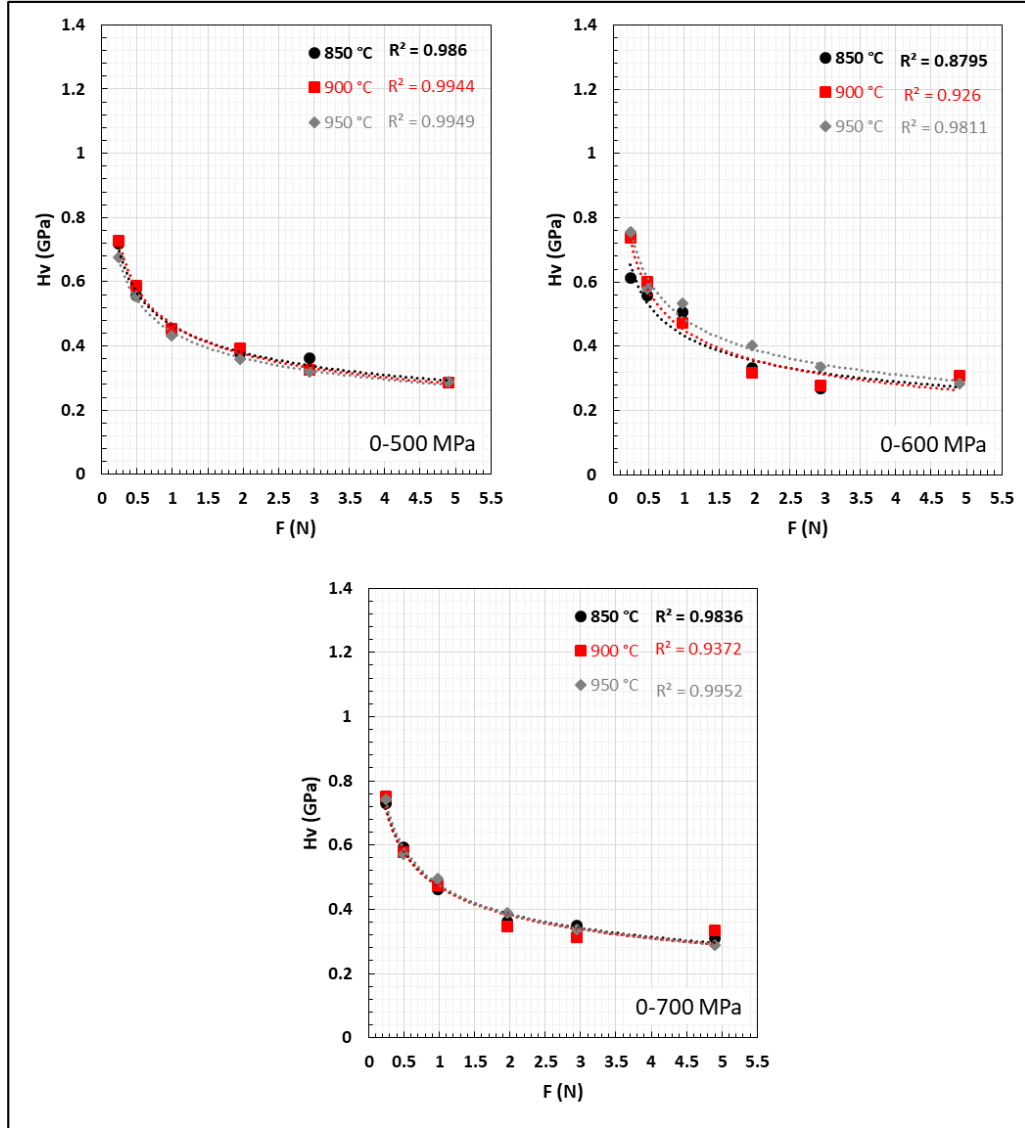 1.4
1.2
1
0.8
0.6
0.4
0.2
0
Hv (GPa)
850 °C R² = 0.986
900 °C R² = 0.9944
950 °C R² = 0.9949
0-500 MPa
0 0.5 1 1.5 2 2.5 3 3.5 4 4.5 5 5.5
F (N)
1.4
1.2
1
0.8
0.6
0.4
0.2
0
Hv (GPa)
850 °C R² = 0.8795
900 °C R² = 0.926
950 °C R² = 0.9811
0-600 MPa
0 0.5 1 1.5 2 2.5 3 3.5 4 4.5 5 5.5
F (N)
1.4
1.2
1
0.8
0.6
0.4
0.2
0
Hv (GPa)
850 °C R² = 0.9836
900 °C R² = 0.9372
950 °C R² = 0.9952
0-700 MPa
0 0.5 1 1.5 2 2.5 3 3.5 4 4.5 5 5.5
F (N)